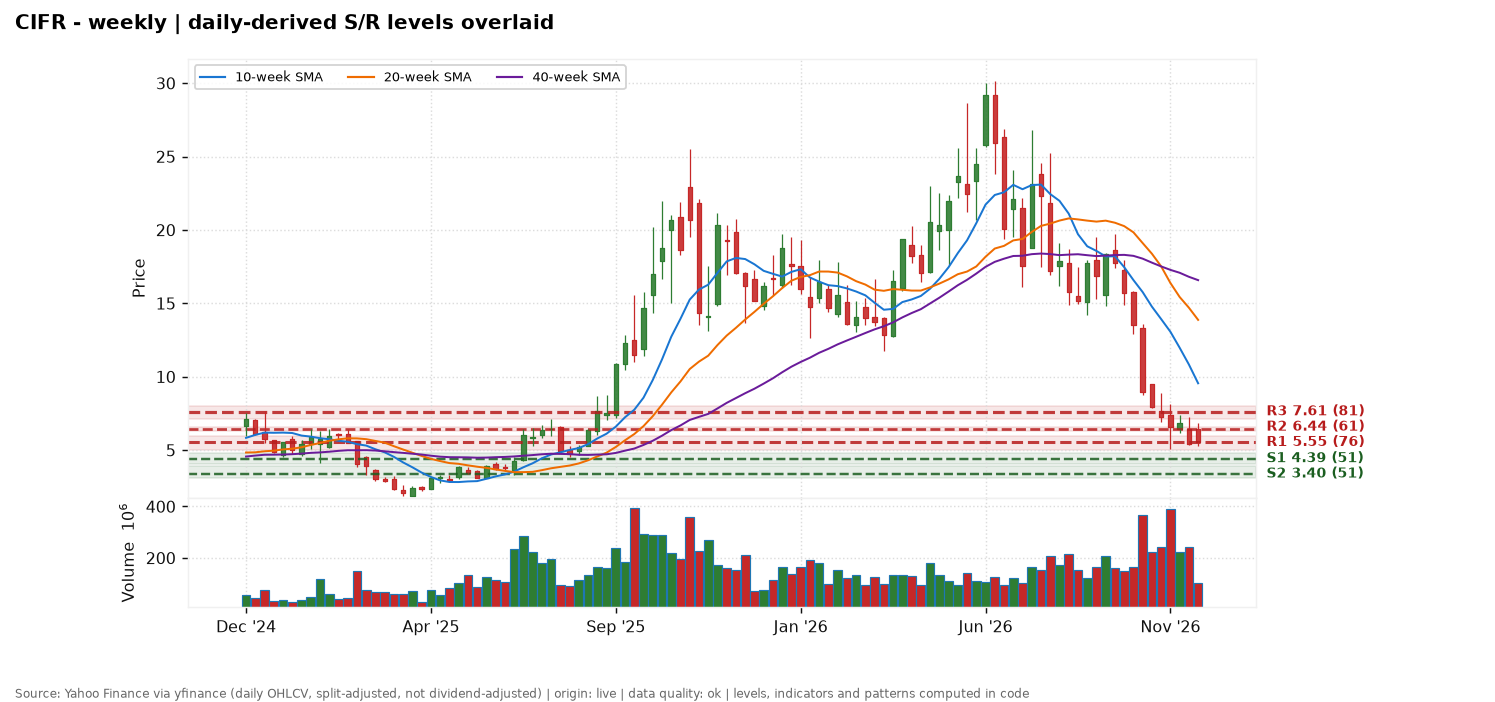 CIFR - weekly | daily-derived S/R levels overlaid
10-week SMA
20-week SMA
40-week SMA
Price
30
25
20
15
10
5
R3 7.61 (81)
R2 6.44 (61)
R1 5.55 (76)
S1 4.39 (51)
S2 3.40 (51)
Volume 10⁶
400
200
Dec '24
Apr '25
Sep '25
Jan '26
Jun '26
Nov '26
Source: Yahoo Finance via yfinance (daily OHLCV, split-adjusted, not dividend-adjusted) | origin: live | data quality: ok | levels, indicators and patterns computed in code